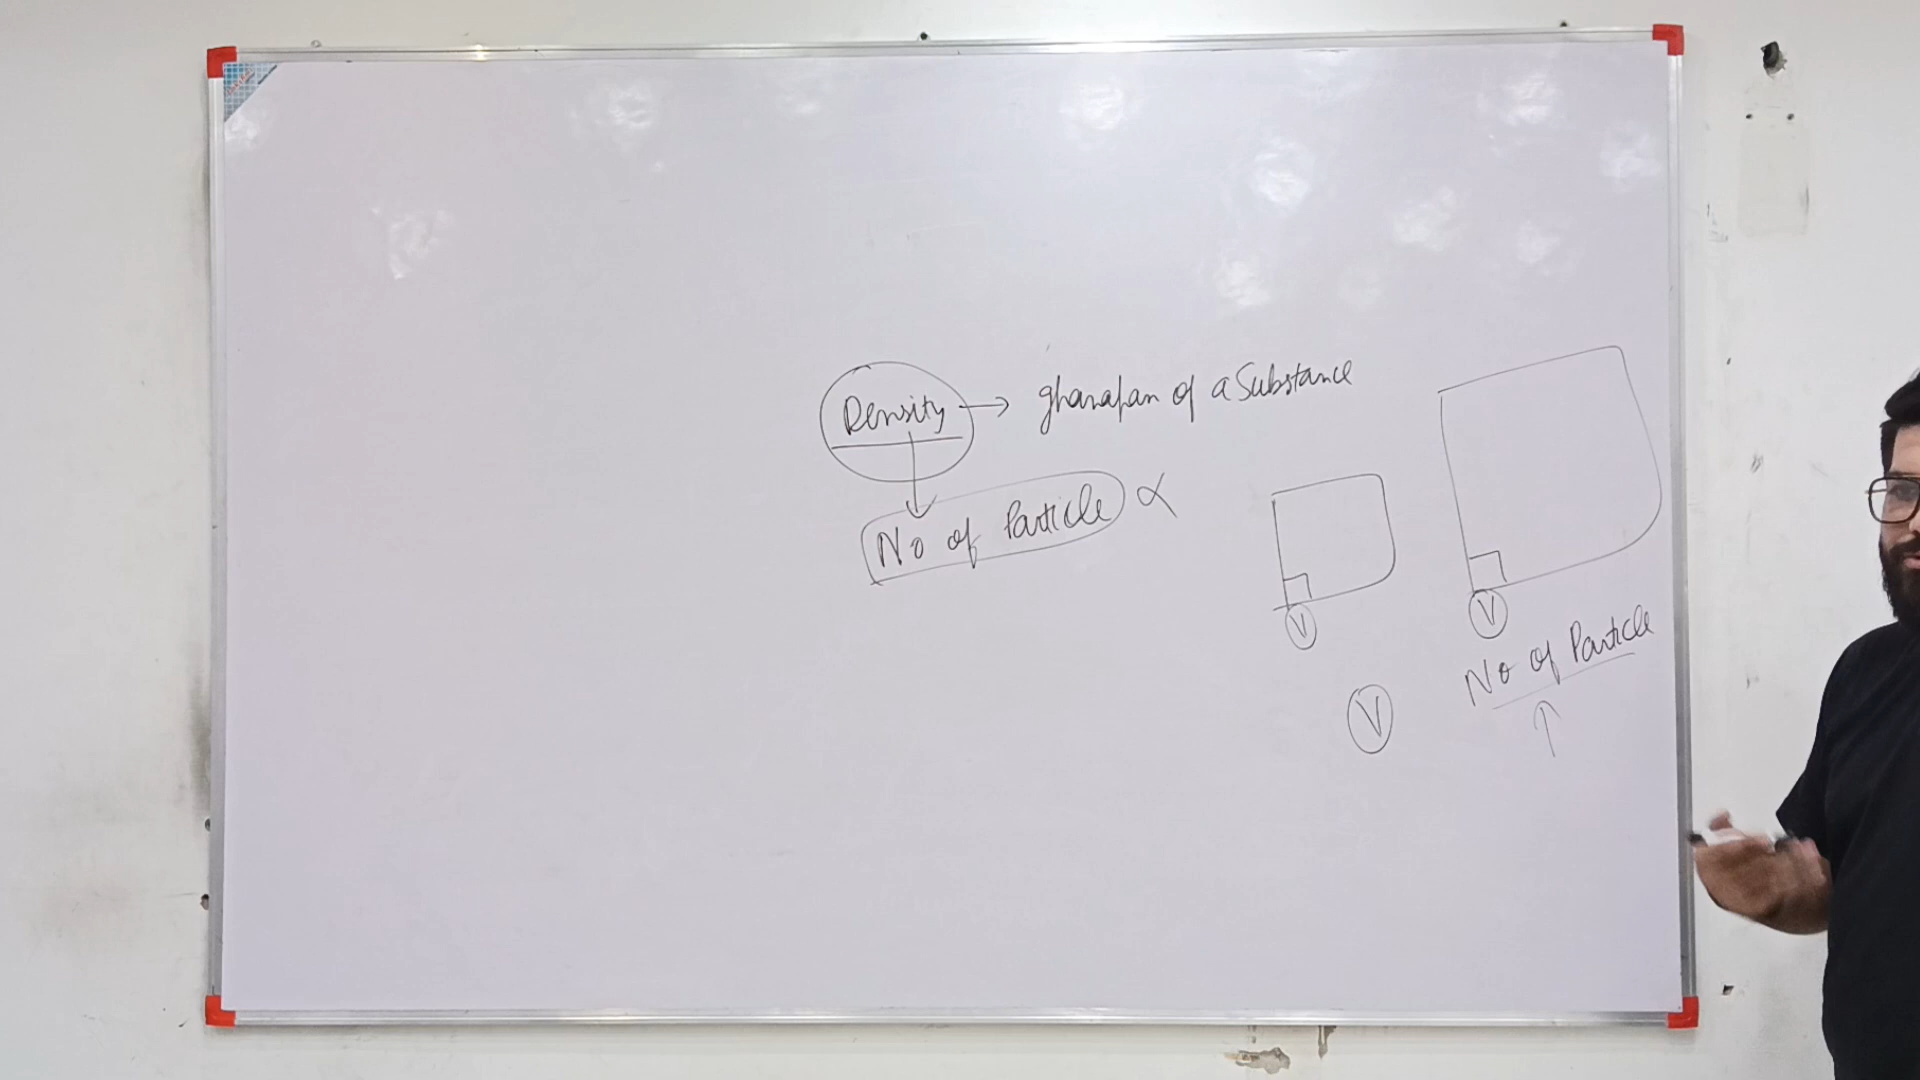 Density → ghanapan of a Substance
No of Particle ∝
V
V
No of Particle
↑
V